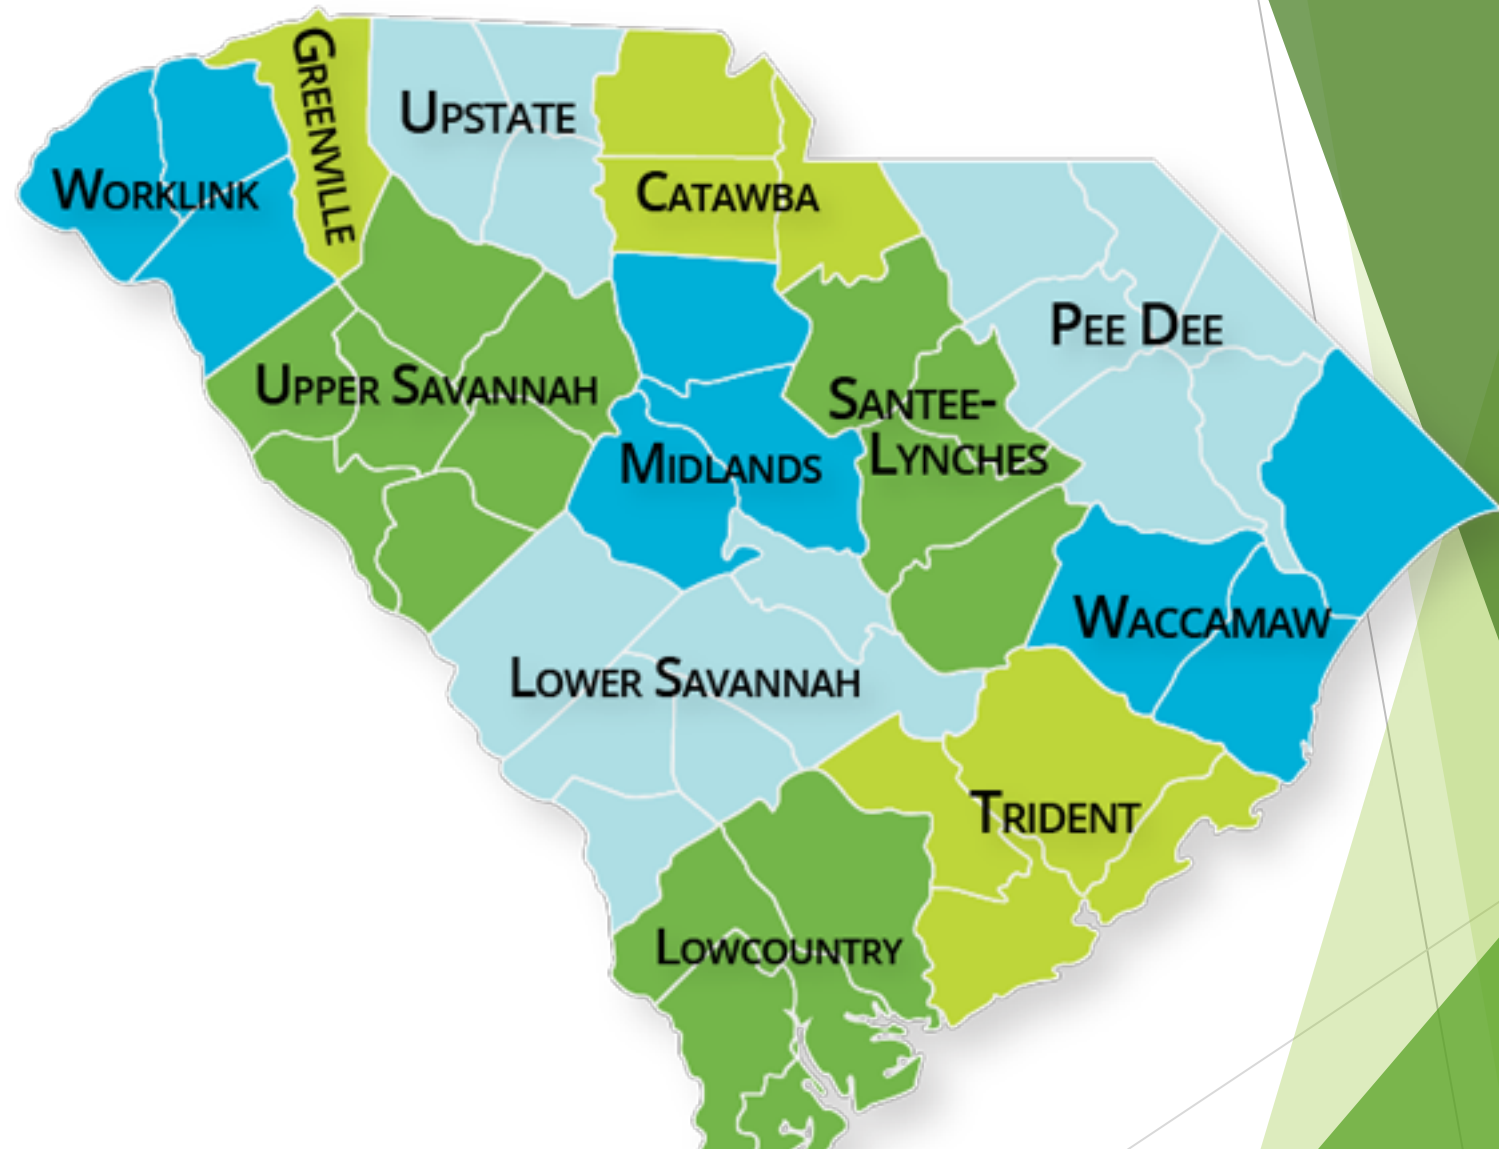 GREENVILLE
UPSTATE
WORKLINK
CATAWBA
PEE DEE
UPPER SAVANNAH
SANTEE-
LYNCHES
MIDLANDS
WACCAMAW
LOWER SAVANNAH
TRIDENT
LOWCOUNTRY